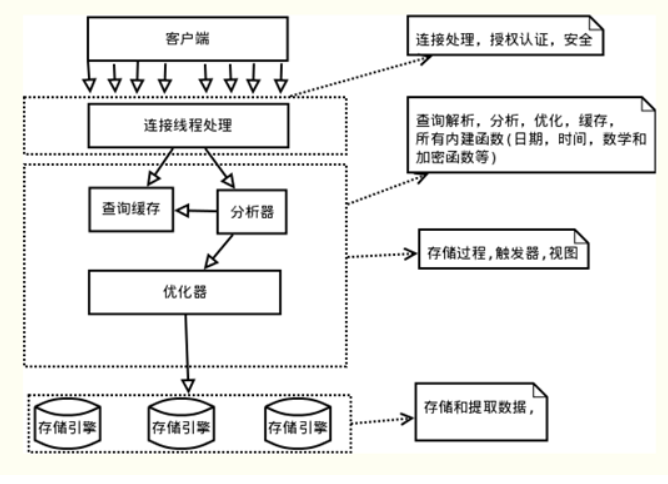 客户端
连接处理，授权认证，安全
连接线程处理
查询解析，分析，优化，缓存，
所有内建函数(日期，时间，数学和
加密函数等)
查询缓存
分析器
存储过程,触发器,视图
优化器
存储和提取数据，
存储引擎
存储引擎
存储引擎